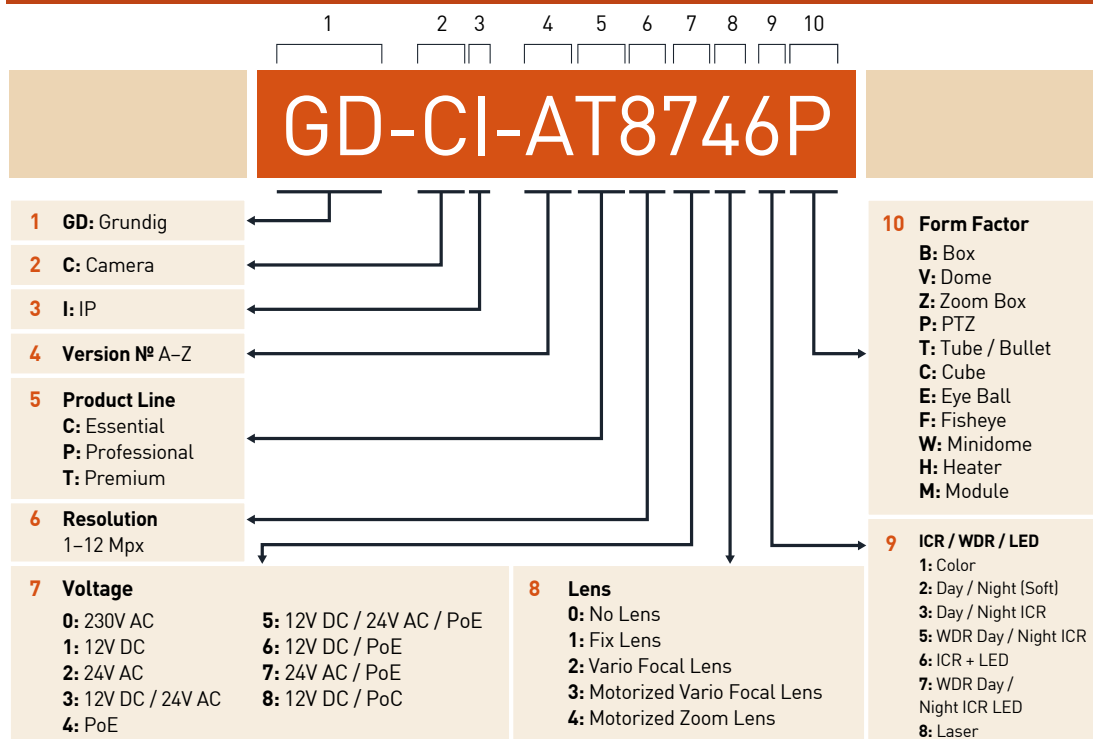 1 2 3 4 5 6 7 8 9 10
GD-CI-AT8746P
1 GD: Grundig
2 C: Camera
3 I: IP
4 Version Nº A–Z
5 Product Line
C: Essential
P: Professional
T: Premium
6 Resolution
1–12 Mpx
7 Voltage
0: 230V AC
1: 12V DC
2: 24V AC
3: 12V DC / 24V AC
4: PoE
5: 12V DC / 24V AC / PoE
6: 12V DC / PoE
7: 24V AC / PoE
8: 12V DC / PoC
8 Lens
0: No Lens
1: Fix Lens
2: Vario Focal Lens
3: Motorized Vario Focal Lens
4: Motorized Zoom Lens
10 Form Factor
B: Box
V: Dome
Z: Zoom Box
P: PTZ
T: Tube / Bullet
C: Cube
E: Eye Ball
F: Fisheye
W: Minidome
H: Heater
M: Module
9 ICR / WDR / LED
1: Color
2: Day / Night (Soft)
3: Day / Night ICR
5: WDR Day / Night ICR
6: ICR + LED
7: WDR Day /
Night ICR LED
8: Laser